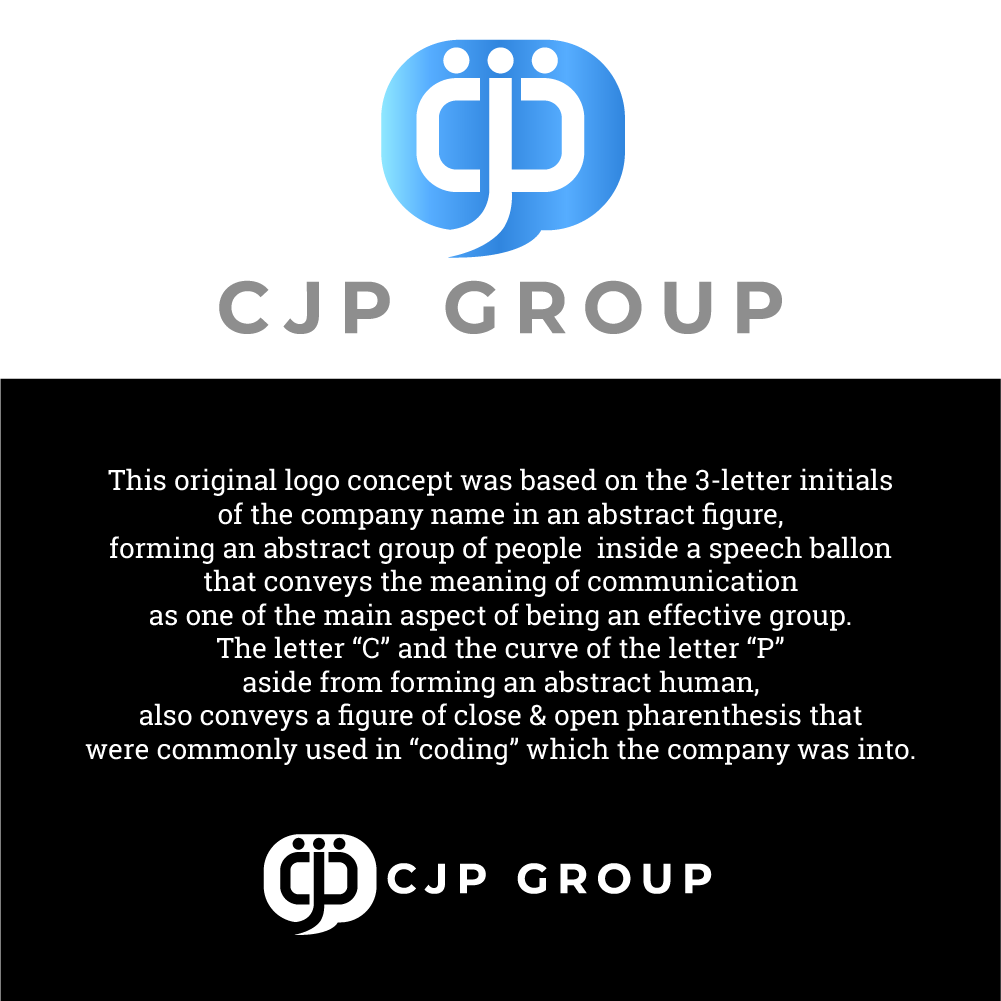 CJP GROUP
This original logo concept was based on the 3-letter initials
of the company name in an abstract figure,
forming an abstract group of people  inside a speech ballon
that conveys the meaning of communication
as one of the main aspect of being an effective group.
The letter “C” and the curve of the letter “P”
aside from forming an abstract human,
also conveys a figure of close & open pharenthesis that
were commonly used in “coding” which the company was into.
CJP GROUP